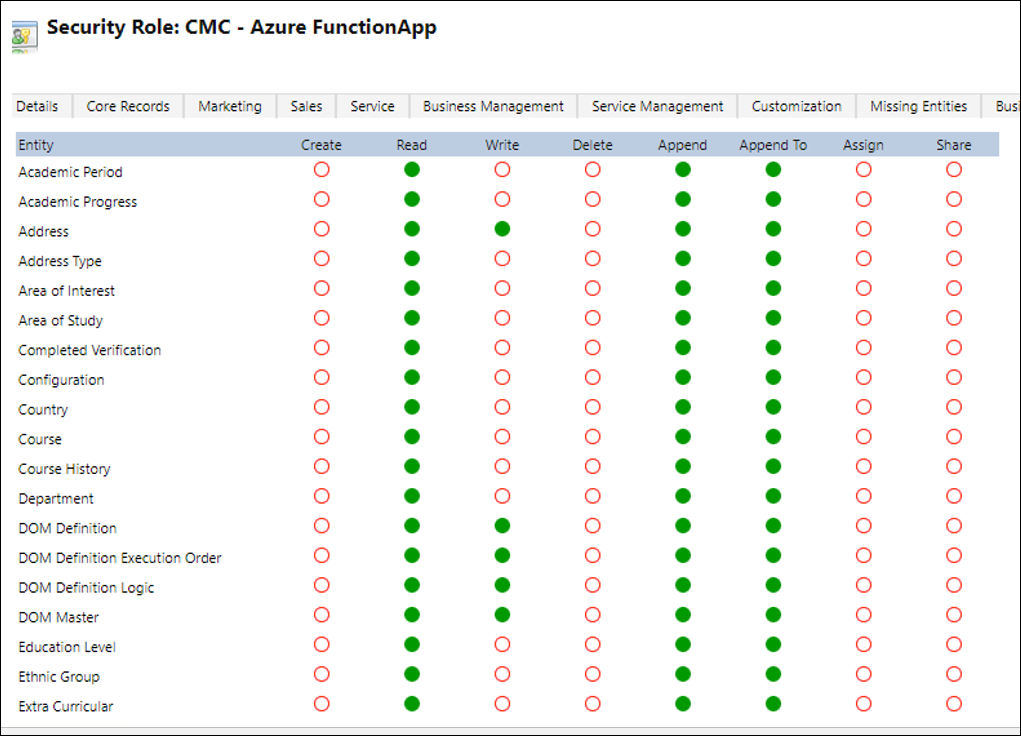 Security Role: CMC - Azure FunctionApp
Details Core Records Marketing Sales Service Business Management Service Management Customization Missing Entities Busi
Entity Create Read Write Delete Append Append To Assign Share
Academic Period
Academic Progress
Address
Address Type
Area of Interest
Area of Study
Completed Verification
Configuration
Country
Course
Course History
Department
DOM Definition
DOM Definition Execution Order
DOM Definition Logic
DOM Master
Education Level
Ethnic Group
Extra Curricular